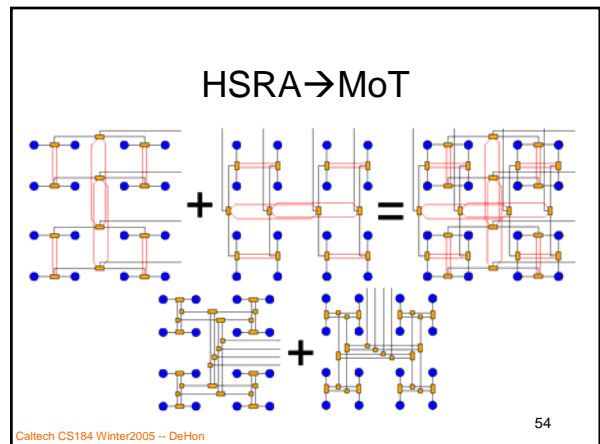 HSRA→MoT
+ =
+
54
Caltech CS184 Winter2005 -- DeHon